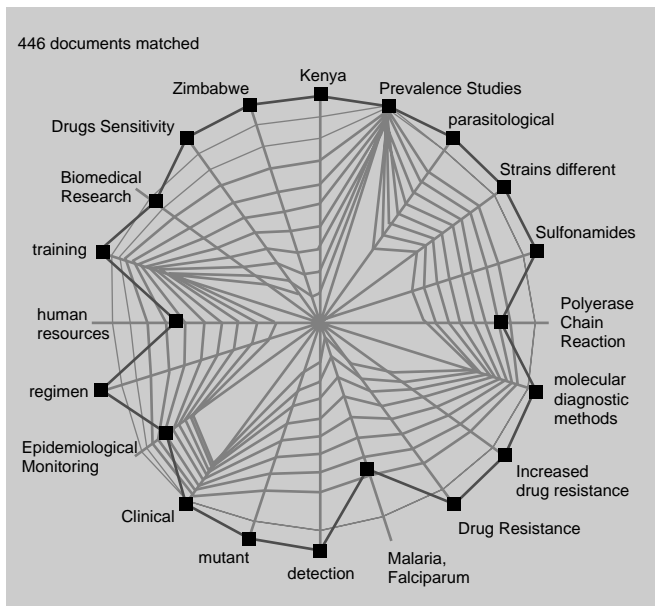 446 documents matched
Kenya
Prevalence Studies
parasitological
Strains different
Sulfonamides
Polyerase
Chain
Reaction
molecular
diagnostic
methods
Increased
drug resistance
Drug Resistance
Malaria,
Falciparum
detection
mutant
Clinical
Epidemiological
Monitoring
regimen
human
resources
training
Biomedical
Research
Drugs Sensitivity
Zimbabwe